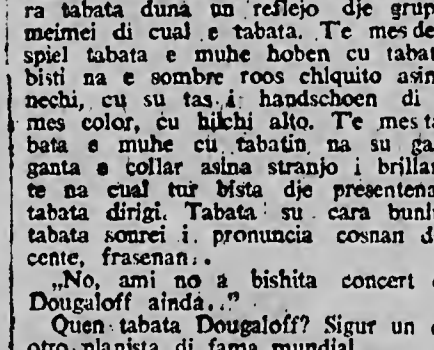 ra tabata duna un reflejo dje grup
meimei di cual e tabata. Te mes de
spiel tabata e muhe hoben cu tabat
bisti na e sombre roos chiquito asin
nechi, cu su tas i handschoen di
mes color, cu hilchi alto. Te mes ta
bata e muhe cu tabatin na su ga
ganta e collar asina stranjo i brillan
te na cual tur bista dje presentena
tabata dirigi. Tabata su cara buni
tabata sonrei i pronuncia cosnan d
cente, frasenan..
„No, ami no a bishita concert
Dougaloff ainda..”
Quen tabata Dougaloff? Sigur un
otro pianista di fama mundial